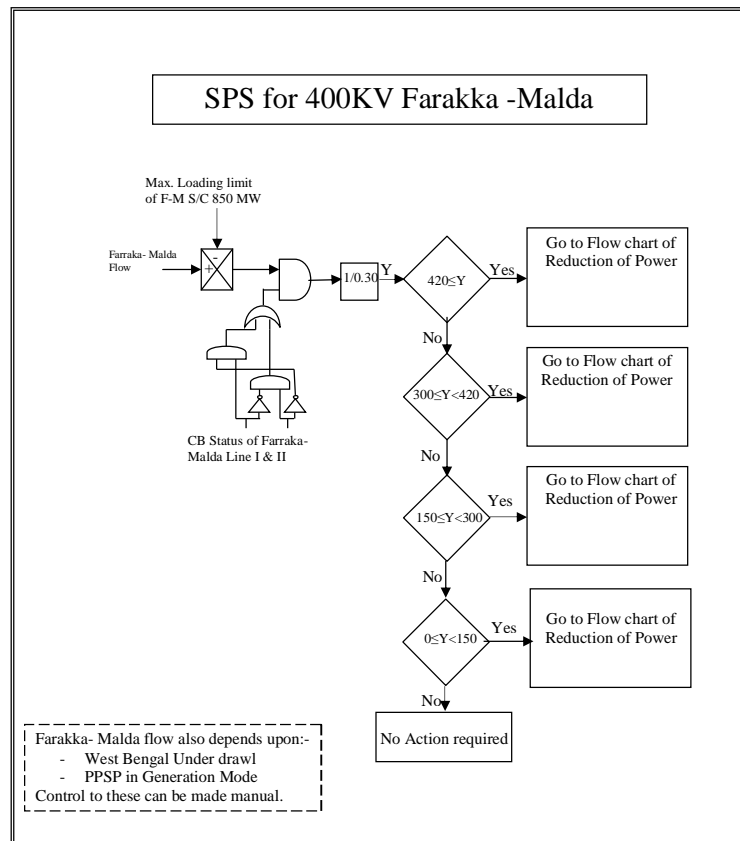 SPS for 400KV Farakka -Malda
Max. Loading limit
of F-M S/C 850 MW
Farraka- Malda
Flow
-
+
1/0.30
Y
420≤Y
Yes
Go to Flow chart of
Reduction of Power
No
300≤Y<420
Yes
Go to Flow chart of
Reduction of Power
CB Status of Farraka-
Malda Line I & II
No
150≤Y<300
Yes
Go to Flow chart of
Reduction of Power
No
0≤Y<150
Yes
Go to Flow chart of
Reduction of Power
No
No Action required
Farakka- Malda flow also depends upon:-
- West Bengal Under drawl
- PPSP in Generation Mode
Control to these can be made manual.